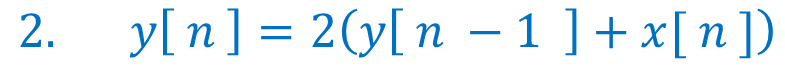 2. y[ n ] = 2(y[ n − 1 ] + x[ n ])